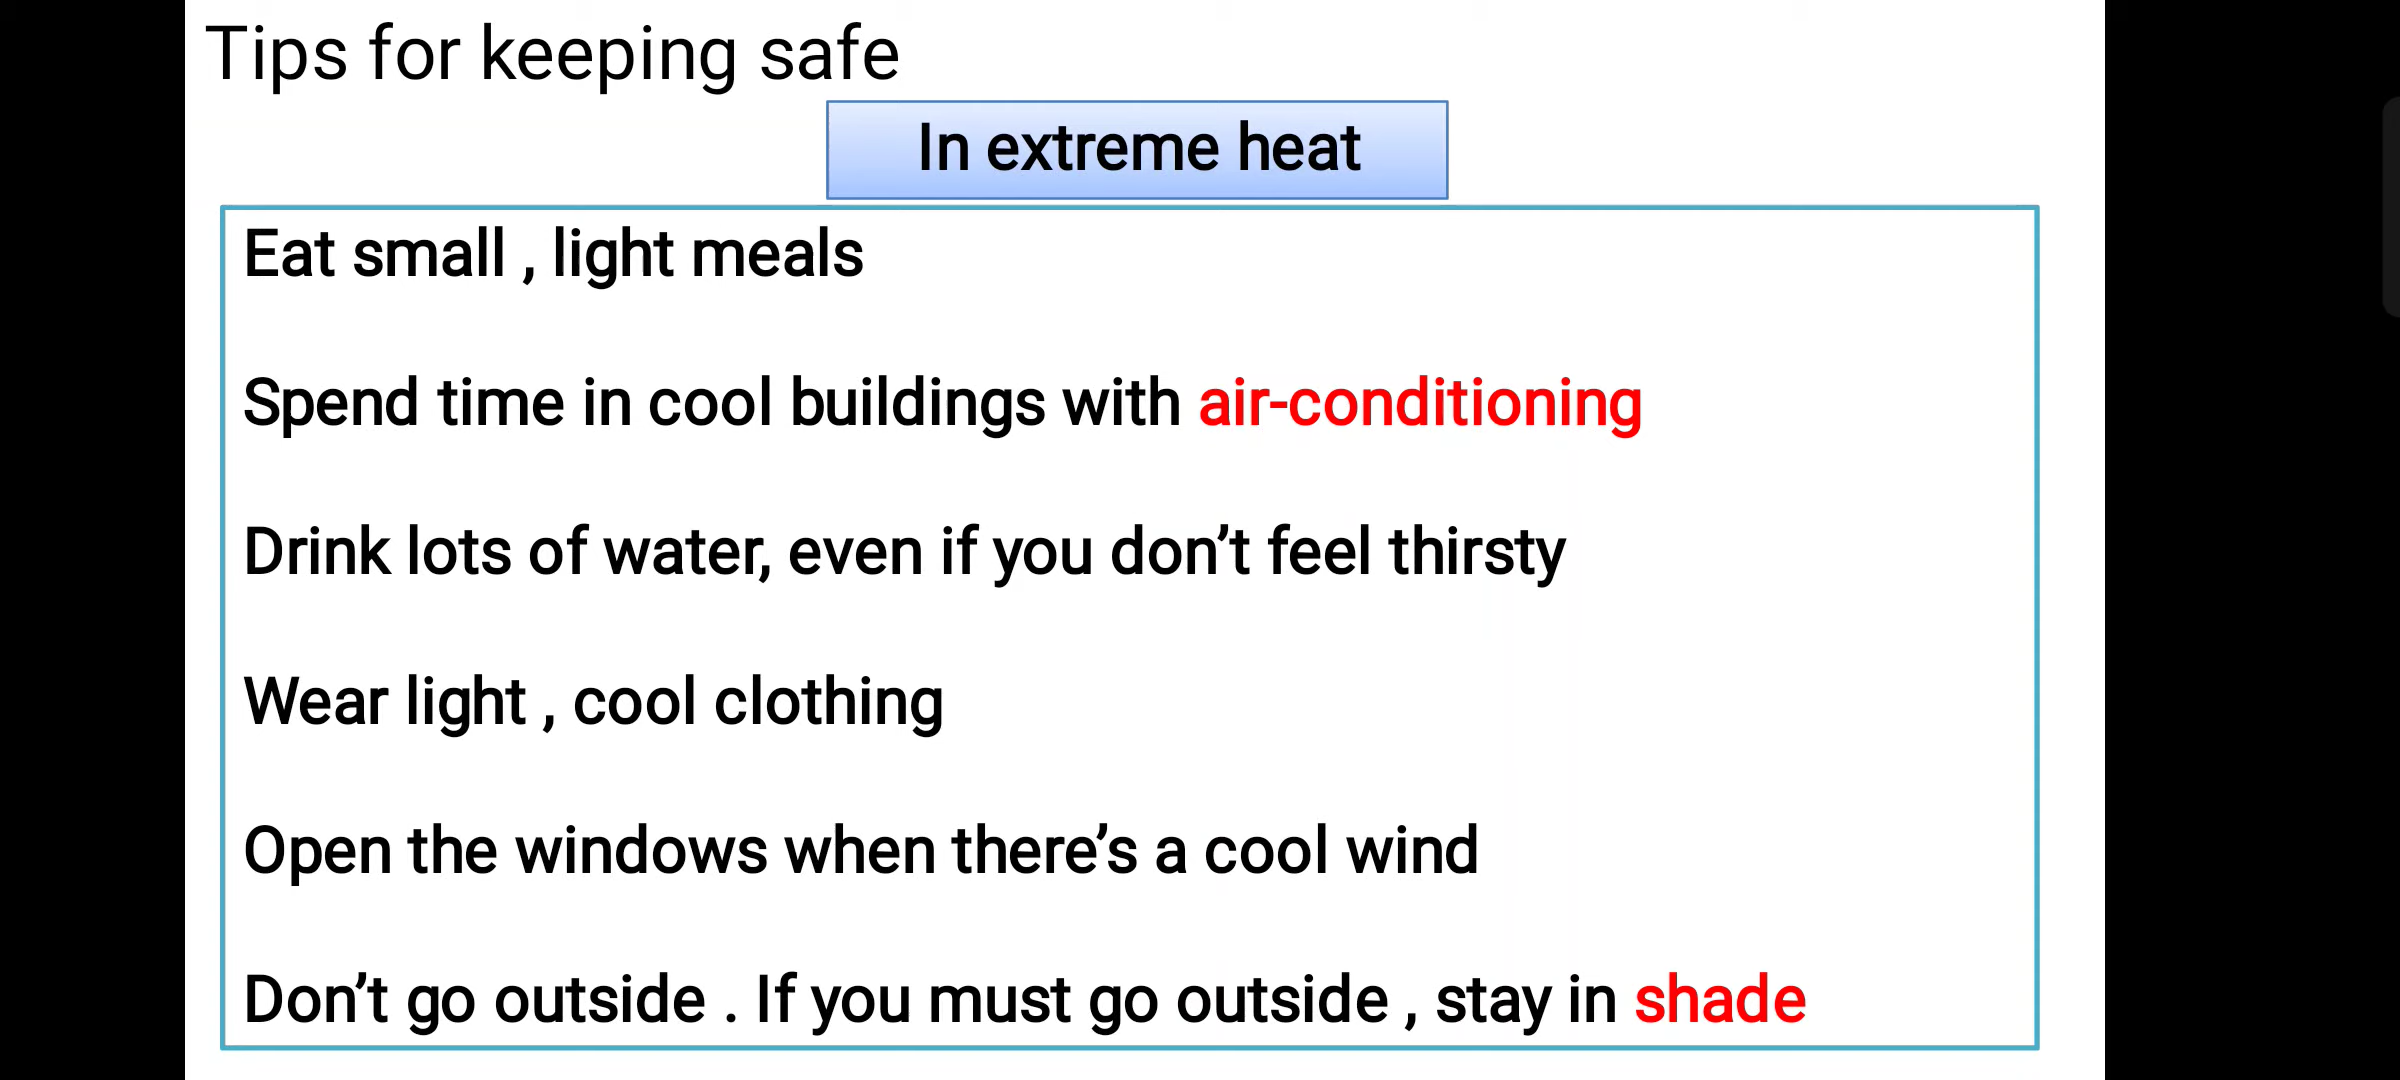 Tips for keeping safe
In extreme heat
Eat small , light meals
Spend time in cool buildings with air-conditioning
Drink lots of water, even if you don’t feel thirsty
Wear light , cool clothing
Open the windows when there’s a cool wind
Don’t go outside . If you must go outside , stay in shade